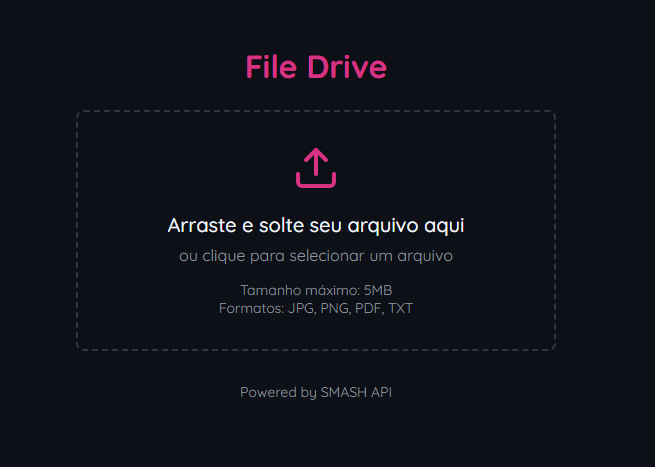 File Drive
Arraste e solte seu arquivo aqui
ou clique para selecionar um arquivo
Tamanho máximo: 5MB
Formatos: JPG, PNG, PDF, TXT
Powered by SMASH API